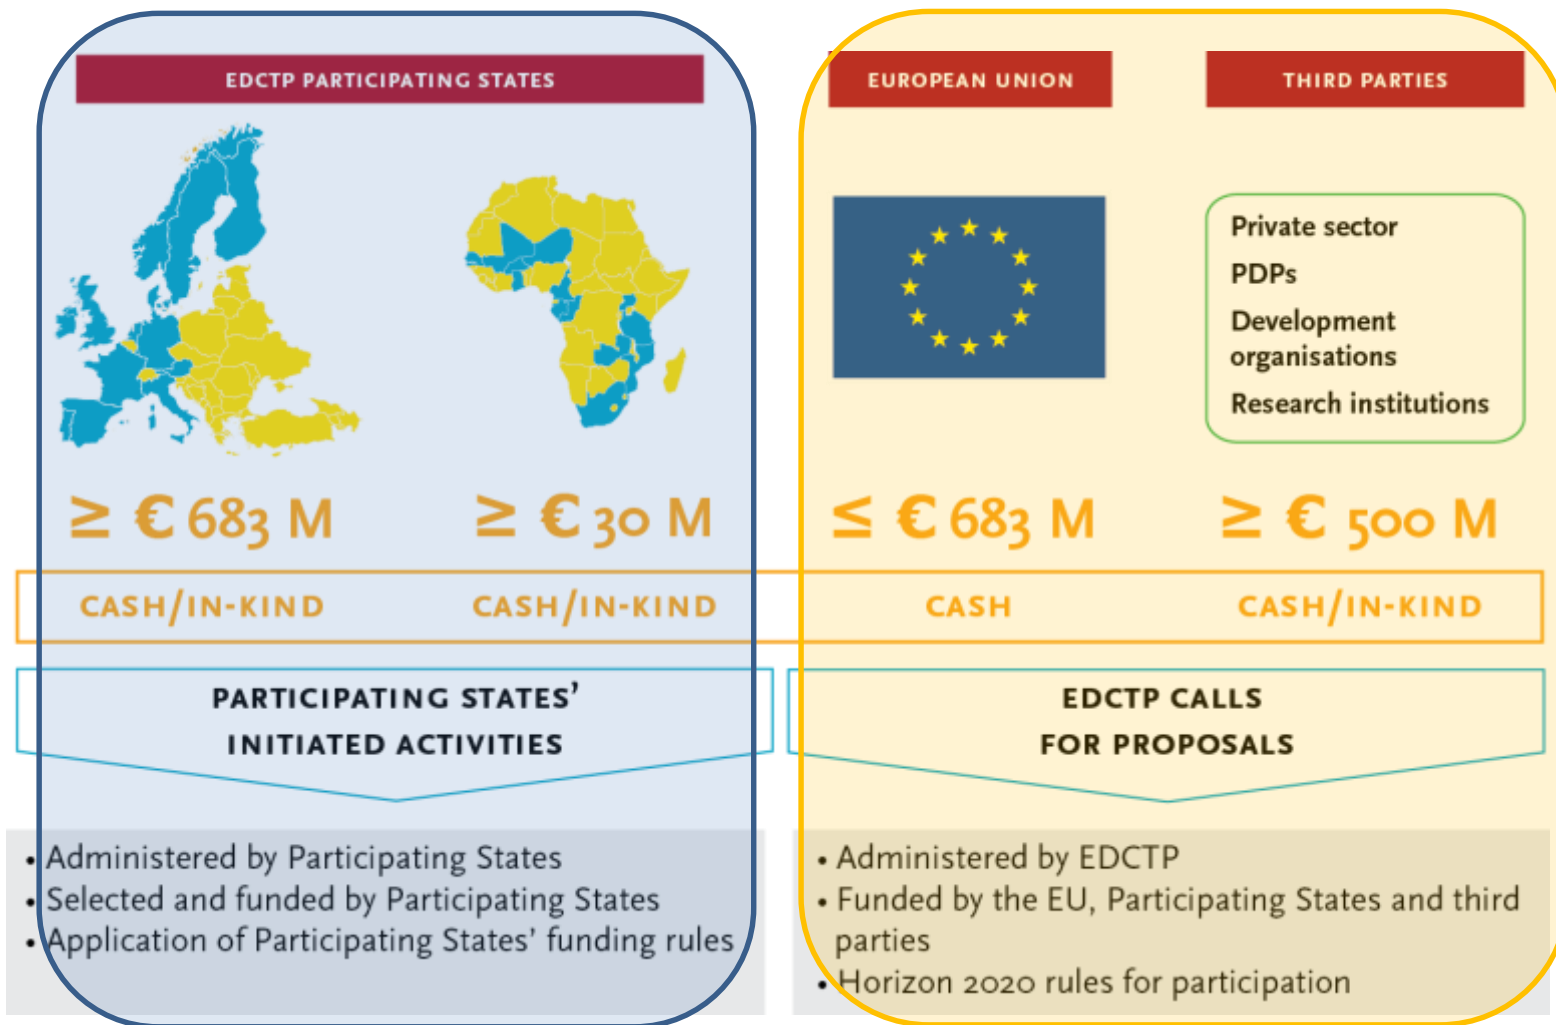 EDCTP PARTICIPATING STATES
EUROPEAN UNION
THIRD PARTIES
Private sector
PDPs
Development
organisations
Research institutions
≥ € 683 M
≥ € 30 M
≤ € 683 M
≥ € 500 M
CASH/IN-KIND
CASH/IN-KIND
CASH
CASH/IN-KIND
PARTICIPATING STATES’
INITIATED ACTIVITIES
EDCTP CALLS
FOR PROPOSALS
• Administered by Participating States
• Selected and funded by Participating States
• Application of Participating States’ funding rules
• Administered by EDCTP
• Funded by the EU, Participating States and third
parties
• Horizon 2020 rules for participation